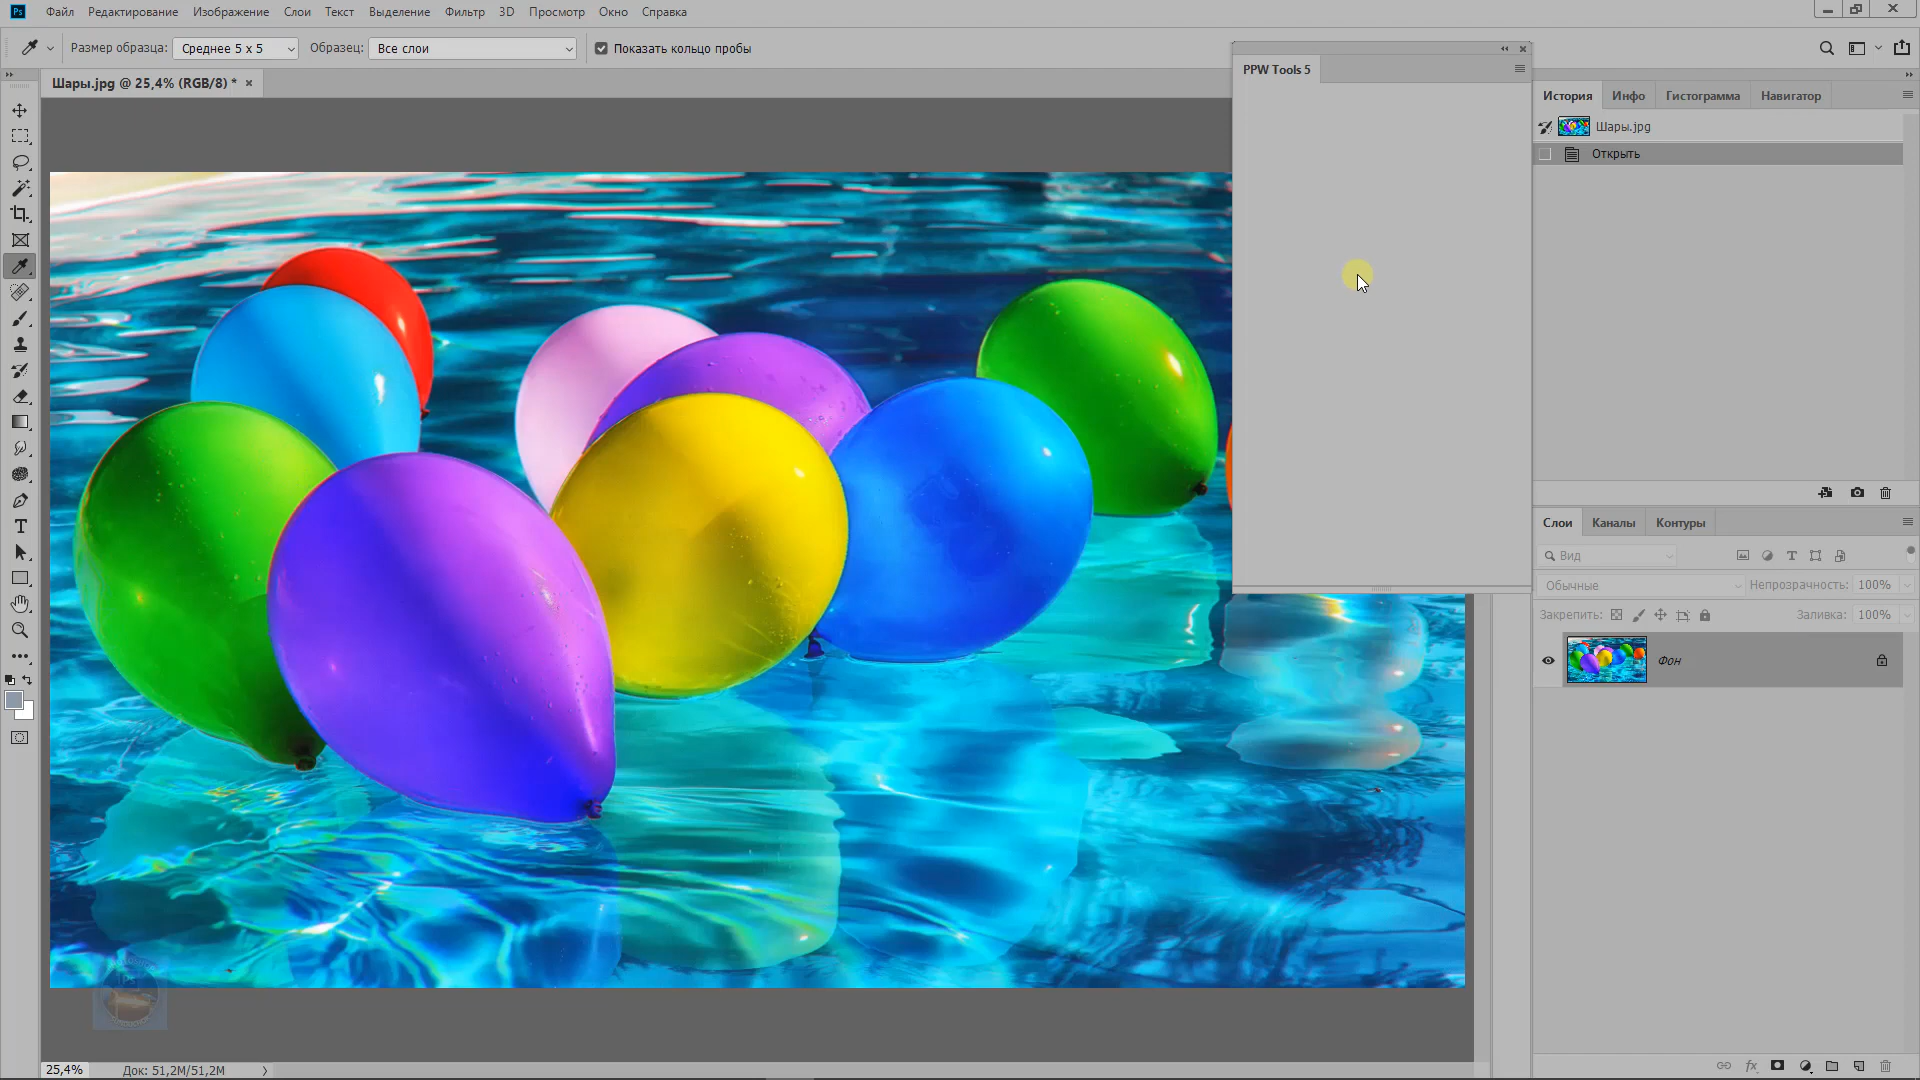 Ps Файл Редактирование Изображение Слои Текст Выделение Фильтр 3D Просмотр Окно Справка
Размер образца: Среднее 5 x 5 Образец: Все слои Показать кольцо пробы
Шары.jpg @ 25,4% (RGB/8) * ×
PPW Tools 5
История Инфо Гистограмма Навигатор
Шары.jpg
Открыть
Слои Каналы Контуры
Вид
Обычные Непрозрачность: 100%
Закрепить: Заливка: 100%
Фон
fx
25,4% Док: 51,2M/51,2M